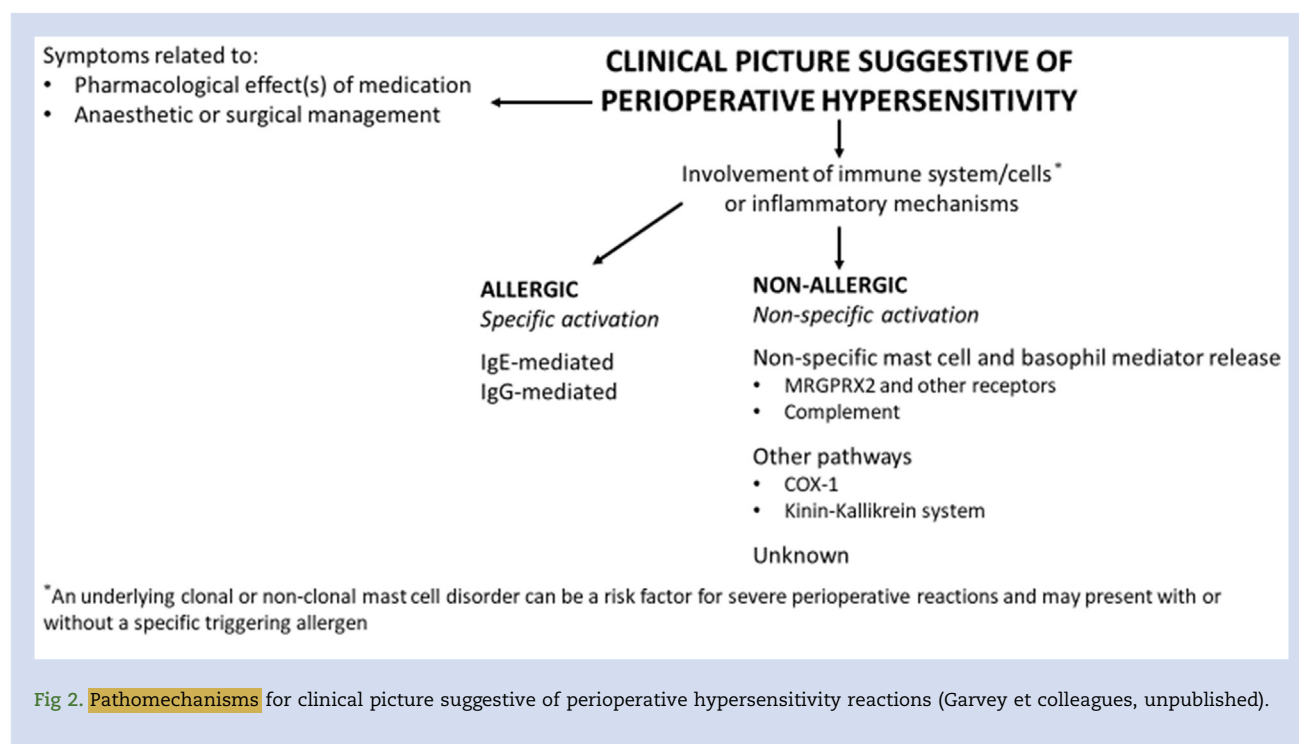 Symptoms related to:
• Pharmacological effect(s) of medication
• Anaesthetic or surgical management
CLINICAL PICTURE SUGGESTIVE OF
PERIOPERATIVE HYPERSENSITIVITY
Involvement of immune system/cells*
or inflammatory mechanisms
ALLERGIC
Specific activation
IgE-mediated
IgG-mediated
NON-ALLERGIC
Non-specific activation
Non-specific mast cell and basophil mediator release
• MRGPRX2 and other receptors
• Complement
Other pathways
• COX-1
• Kinin-Kallikrein system
Unknown
*An underlying clonal or non-clonal mast cell disorder can be a risk factor for severe perioperative reactions and may present with or
without a specific triggering allergen
Fig 2. Pathomechanisms for clinical picture suggestive of perioperative hypersensitivity reactions (Garvey et colleagues, unpublished).